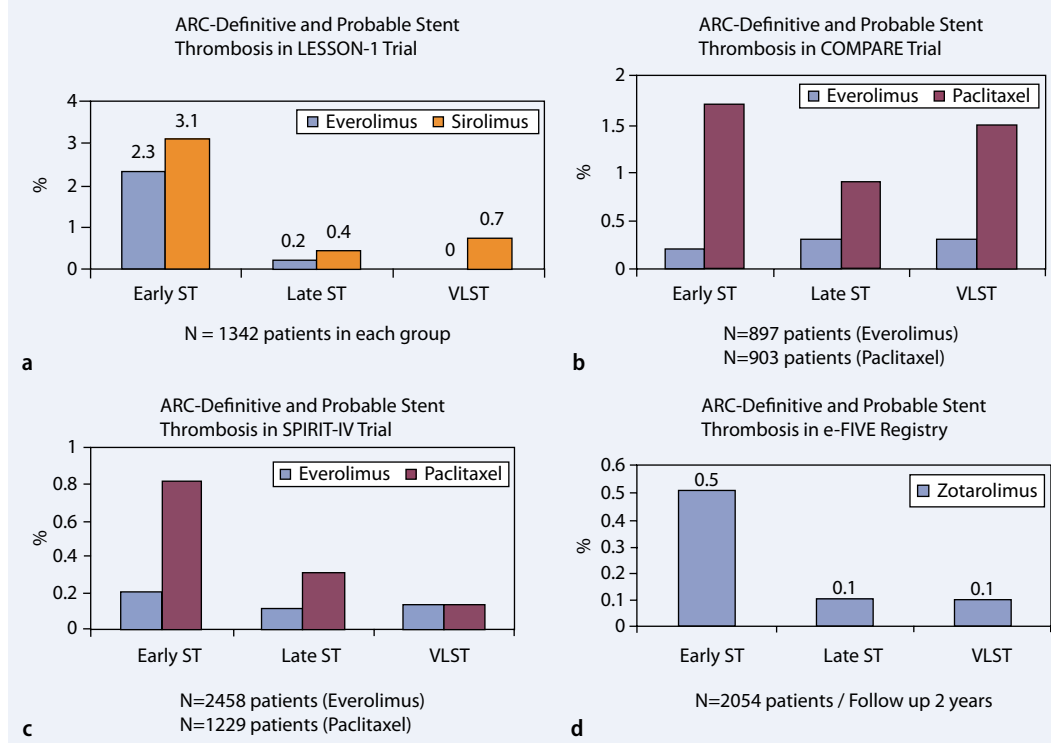 ARC-Definitive and Probable Stent
Thrombosis in LESSON-1 Trial
4
3
2
1
0
%
Everolimus Sirolimus
2.3
3.1
0.2
0.4
0
0.7
Early ST Late ST VLST
N = 1342 patients in each group
a
ARC-Definitive and Probable Stent
Thrombosis in COMPARE Trial
2
1.5
1
0.5
0
%
Everolimus Paclitaxel
Early ST Late ST VLST
N=897 patients (Everolimus)
N=903 patients (Paclitaxel)
b
ARC-Definitive and Probable Stent
Thrombosis in SPIRIT-IV Trial
1
0.8
0.6
0.4
0.2
0
%
Everolimus Paclitaxel
Early ST Late ST VLST
N=2458 patients (Everolimus)
N=1229 patients (Paclitaxel)
c
ARC-Definitive and Probable Stent
Thrombosis in e-FIVE Registry
0.6
0.5
0.4
0.3
0.2
0.1
0
%
Zotarolimus
0.5
0.1
0.1
Early ST Late ST VLST
N=2054 patients / Follow up 2 years
d